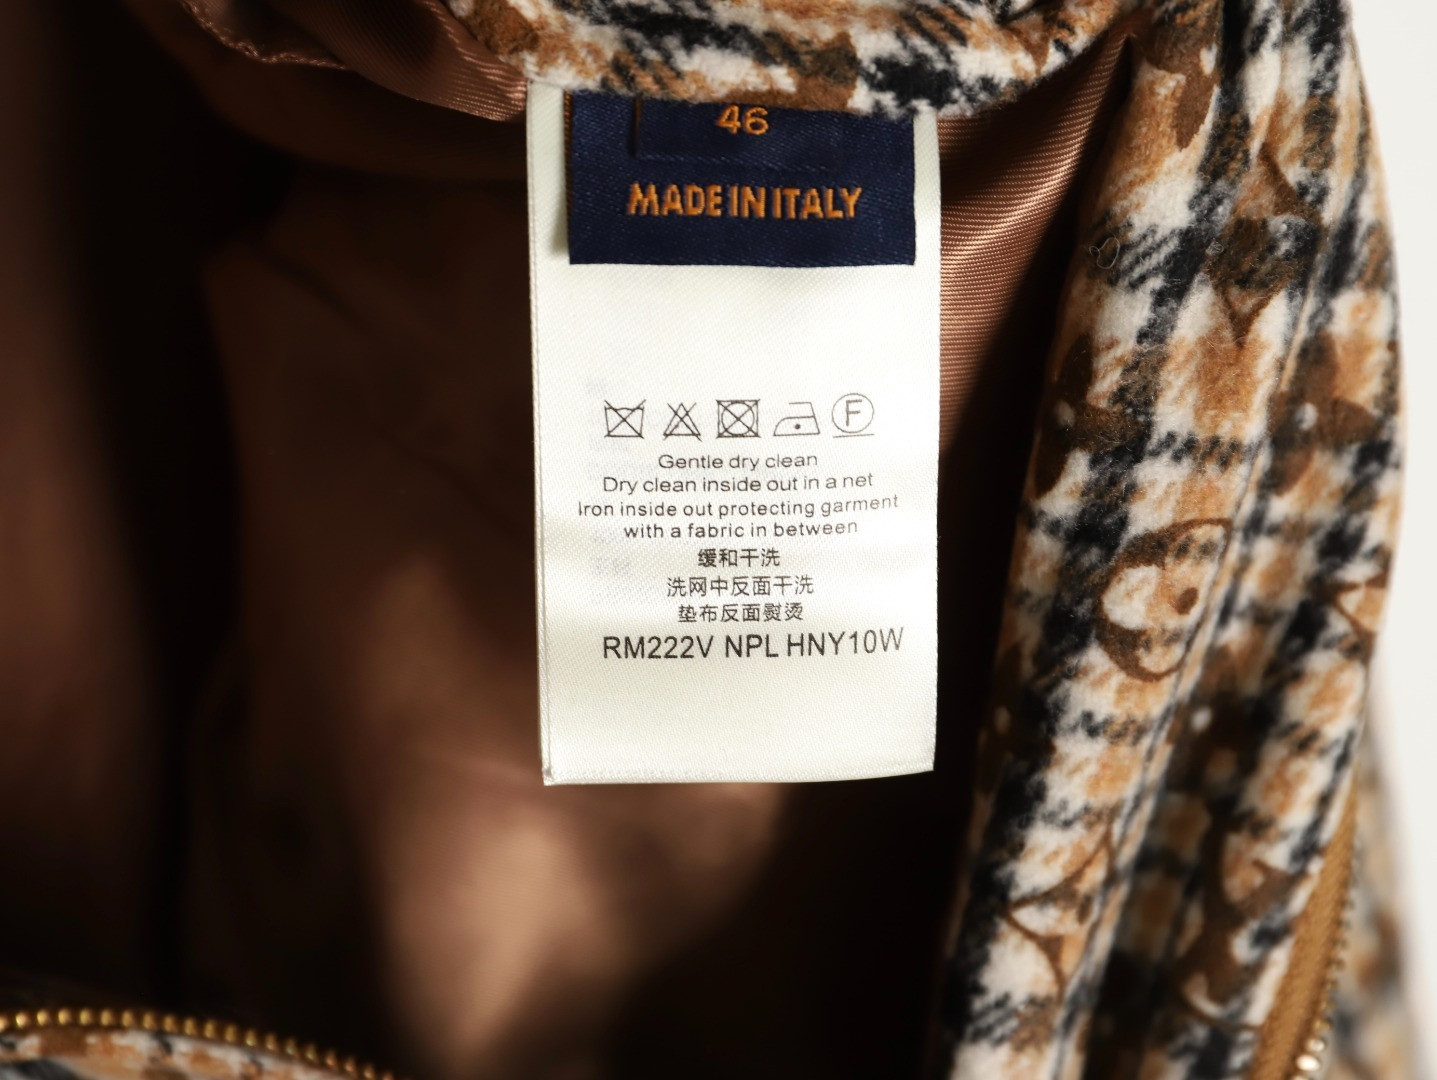 46
MADE IN ITALY
F
Gentle dry clean
Dry clean inside out in a net
Iron inside out protecting garment
with a fabric in between
缓和干洗
洗网中反面干洗
垫布反面熨烫
RM222V NPL HNY10W